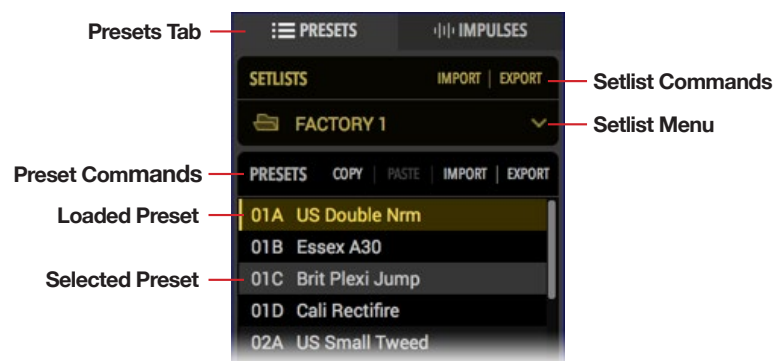 Presets Tab
PRESETS IMPULSES
SETLISTS IMPORT | EXPORT
Setlist Commands
FACTORY 1
Setlist Menu
Preset Commands
PRESETS COPY | PASTE | IMPORT | EXPORT
Loaded Preset
01A US Double Nrm
01B Essex A30
Selected Preset
01C Brit Plexi Jump
01D Cali Rectifire
02A US Small Tweed